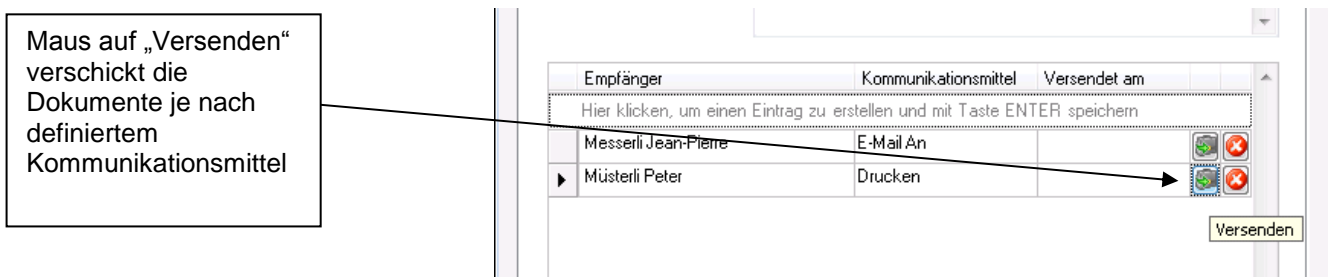 Maus auf „Versenden“
verschickt die
Dokumente je nach
definiertem
Kommunikationsmittel
Empfänger Kommunikationsmittel Versendet am
Hier klicken, um einen Eintrag zu erstellen und mit Taste ENTER speichern
Messerli Jean-Pierre E-Mail An
Müsterli Peter Drucken
Versenden